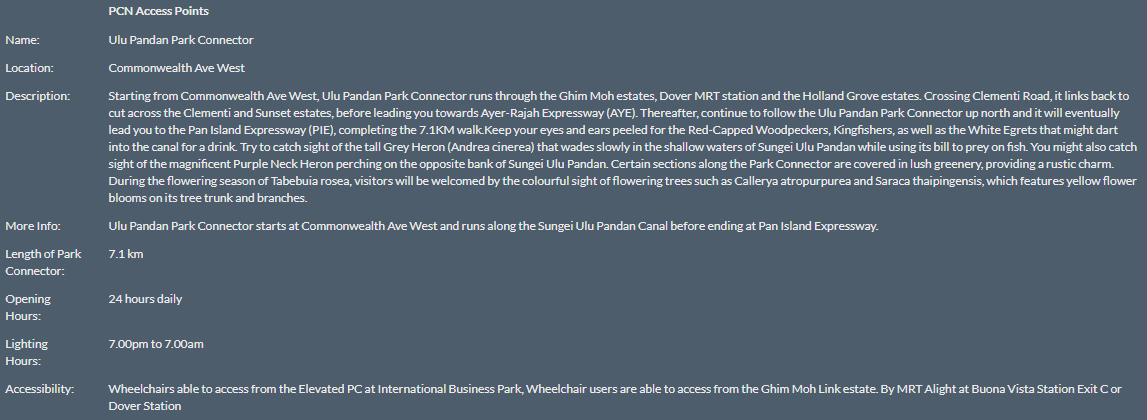 PCN Access Points
Name: Ulu Pandan Park Connector
Location: Commonwealth Ave West
Description: Starting from Commonwealth Ave West, Ulu Pandan Park Connector runs through the Ghim Moh estates, Dover MRT station and the Holland Grove estates. Crossing Clementi Road, it links back to
cut across the Clementi and Sunset estates, before leading you towards Ayer-Rajah Expressway (AYE). Thereafter, continue to follow the Ulu Pandan Park Connector up north and it will eventually
lead you to the Pan Island Expressway (PIE), completing the 7.1KM walk.Keep your eyes and ears peeled for the Red-Capped Woodpeckers, Kingfishers, as well as the White Egrets that might dart
into the canal for a drink. Try to catch sight of the tall Grey Heron (Andrea cinerea) that wades slowly in the shallow waters of Sungei Ulu Pandan while using its bill to prey on fish. You might also catch
sight of the magnificent Purple Neck Heron perching on the opposite bank of Sungei Ulu Pandan. Certain sections along the Park Connector are covered in lush greenery, providing a rustic charm.
During the flowering season of Tabebuia rosea, visitors will be welcomed by the colourful sight of flowering trees such as Callerya atropurpurea and Saraca thaipingensis, which features yellow flower
blooms on its tree trunk and branches.
More Info: Ulu Pandan Park Connector starts at Commonwealth Ave West and runs along the Sungei Ulu Pandan Canal before ending at Pan Island Expressway.
Length of Park 7.1 km
Connector:
Opening 24 hours daily
Hours:
Lighting 7.00pm to 7.00am
Hours:
Accessibility: Wheelchairs able to access from the Elevated PC at International Business Park, Wheelchair users are able to access from the Ghim Moh Link estate. By MRT Alight at Buona Vista Station Exit C or
Dover Station